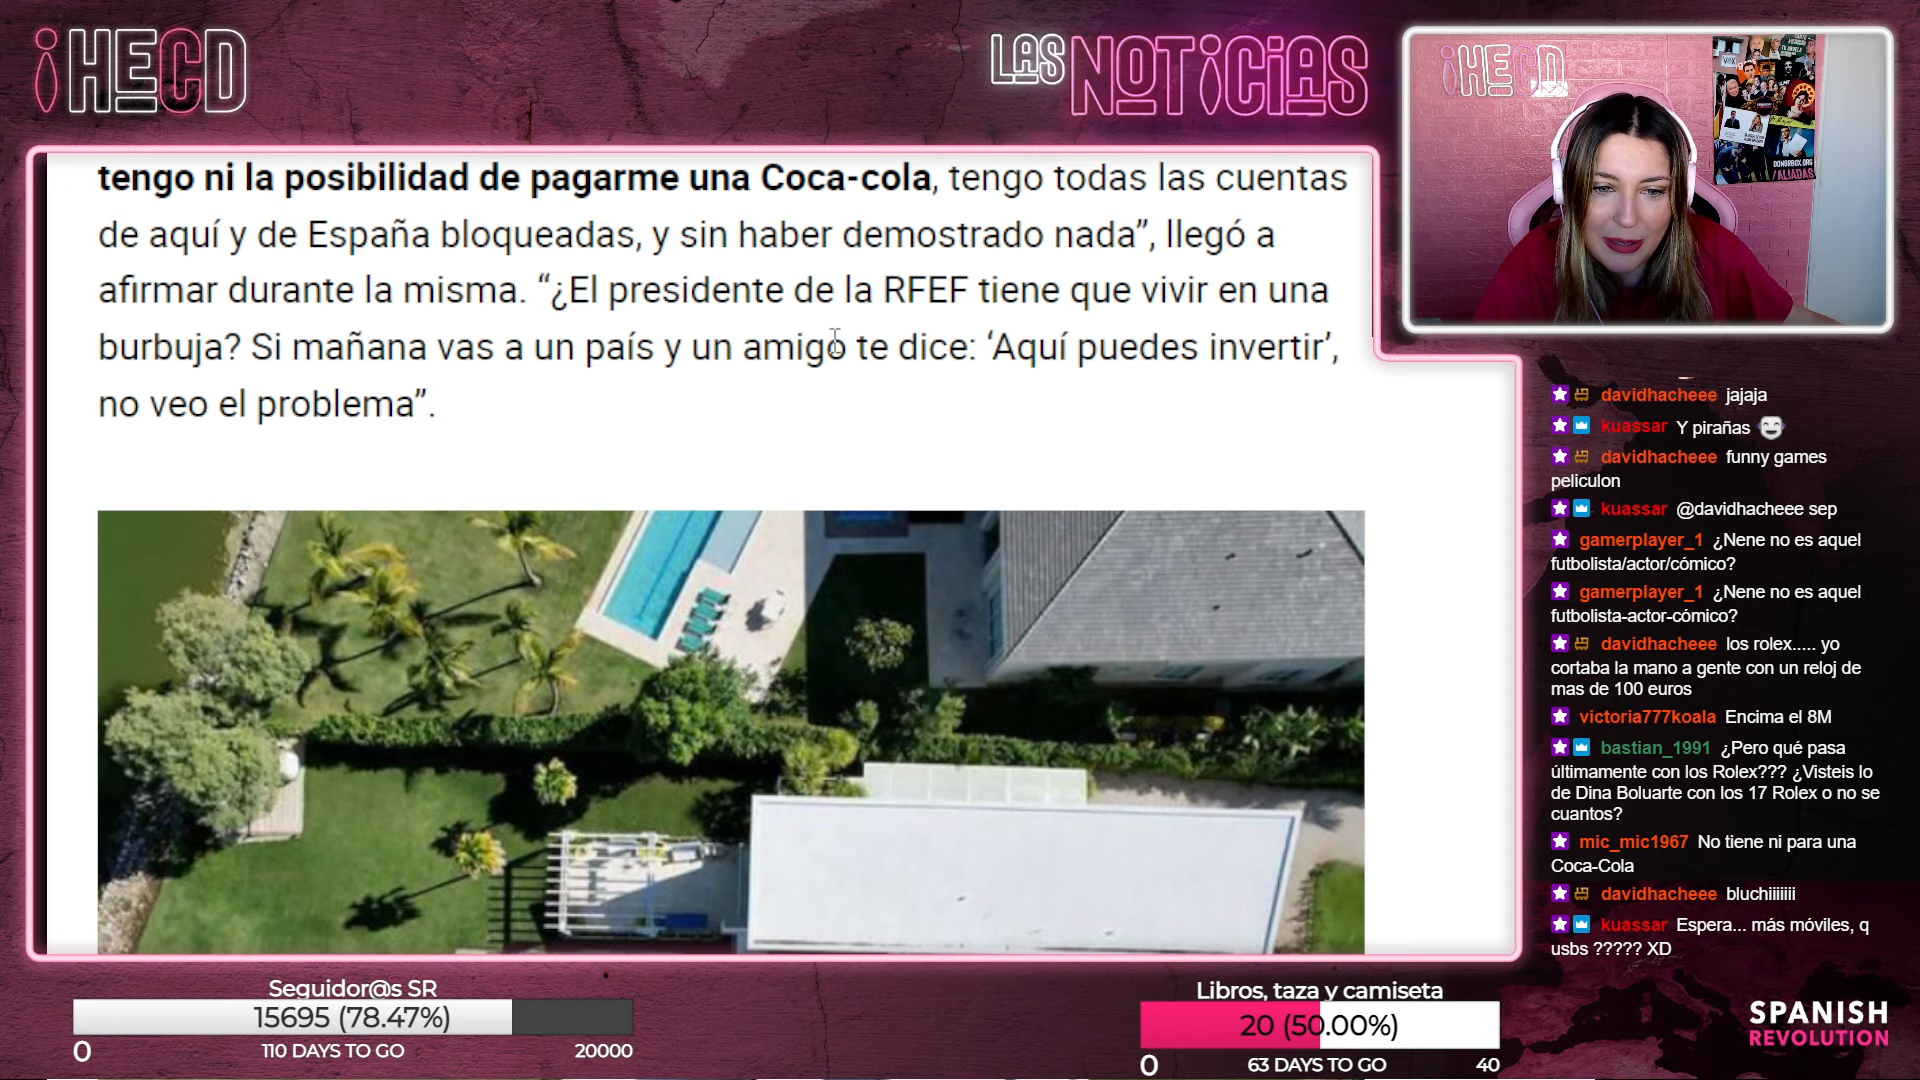 ¡HECD
LAS NOTICIAS
¡HECD
VOX
DONORBOX.ORG
/ALIADAS
tengo ni la posibilidad de pagarme una Coca-cola, tengo todas las cuentas
de aquí y de España bloqueadas, y sin haber demostrado nada”, llegó a
afirmar durante la misma. “¿El presidente de la RFEF tiene que vivir en una
burbuja? Si mañana vas a un país y un amigo te dice: ‘Aquí puedes invertir’,
no veo el problema”.
davidhacheee jajaja
kuassar Y pirañas
davidhacheee funny games
peliculon
kuassar @davidhacheee sep
gamerplayer_1 ¿Nene no es aquel
futbolista/actor/cómico?
gamerplayer_1 ¿Nene no es aquel
futbolista-actor-cómico?
davidhacheee los rolex..... yo
cortaba la mano a gente con un reloj de
mas de 100 euros
victoria777koala Encima el 8M
bastian_1991 ¿Pero qué pasa
últimamente con los Rolex??? ¿Visteis lo
de Dina Boluarte con los 17 Rolex o no se
cuantos?
mic_mic1967 No tiene ni para una
Coca-Cola
davidhacheee bluchiiiiiii
kuassar Espera... más móviles, q
usbs ????? XD
Seguidor@s SR
15695 (78.47%)
0 110 DAYS TO GO 20000
Libros, taza y camiseta
20 (50.00%)
0 63 DAYS TO GO 40
SPANISH
REVOLUTION